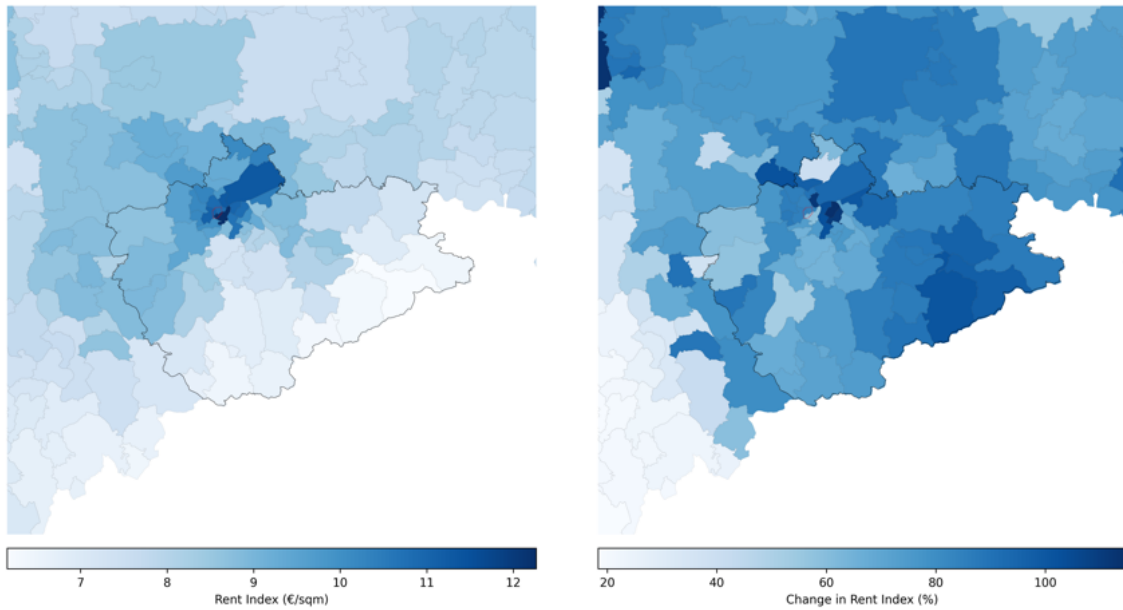 7 8 9 10 11 12
Rent Index (€/sqm)
20 40 60 80 100
Change in Rent Index (%)